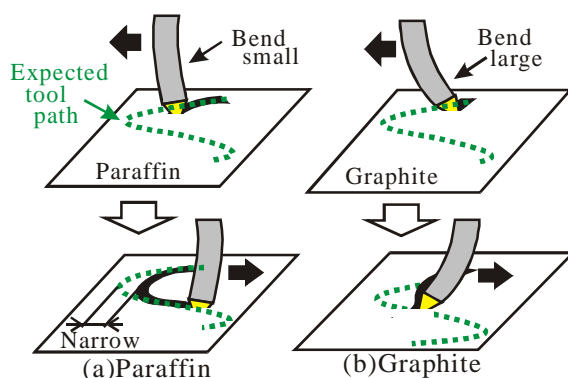 Bend
small
Bend
large
Expected
tool
path
Paraffin
Graphite
Narrow
(a)Paraffin
(b)Graphite